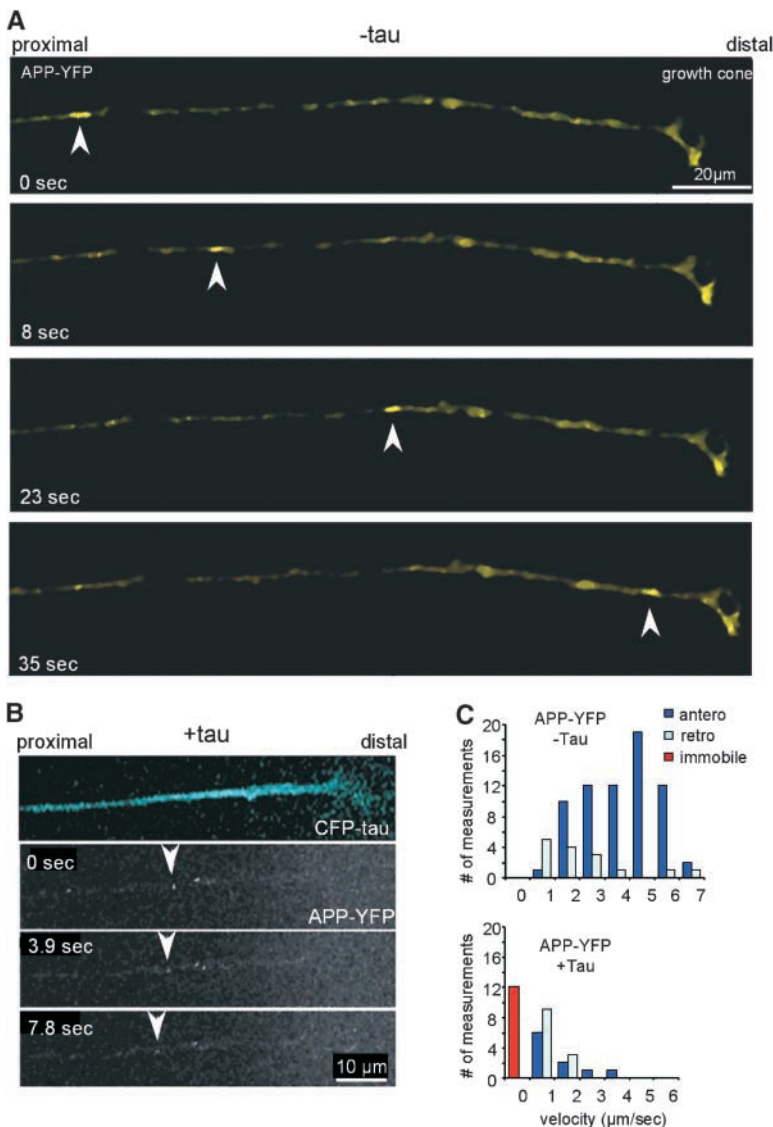 A
proximal -tau distal
APP-YFP growth cone
20µm
0 sec
8 sec
23 sec
35 sec
B
proximal +tau distal
CFP-tau
0 sec
APP-YFP
3.9 sec
7.8 sec
10 µm
C
20
16
12
8
4
0
# of measurements
APP-YFP
-Tau
antero
retro
immobile
0 1 2 3 4 5 6 7
20
16
12
8
4
0
# of measurements
APP-YFP
+Tau
0 1 2 3 4 5 6
velocity (µm/sec)